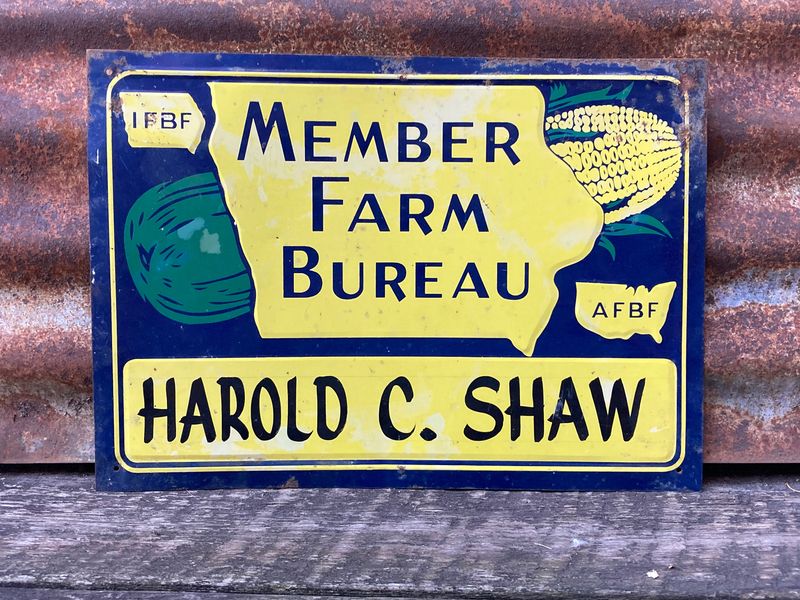 IFBF
MEMBER
FARM
BUREAU
AFBF
HAROLD C. SHAW